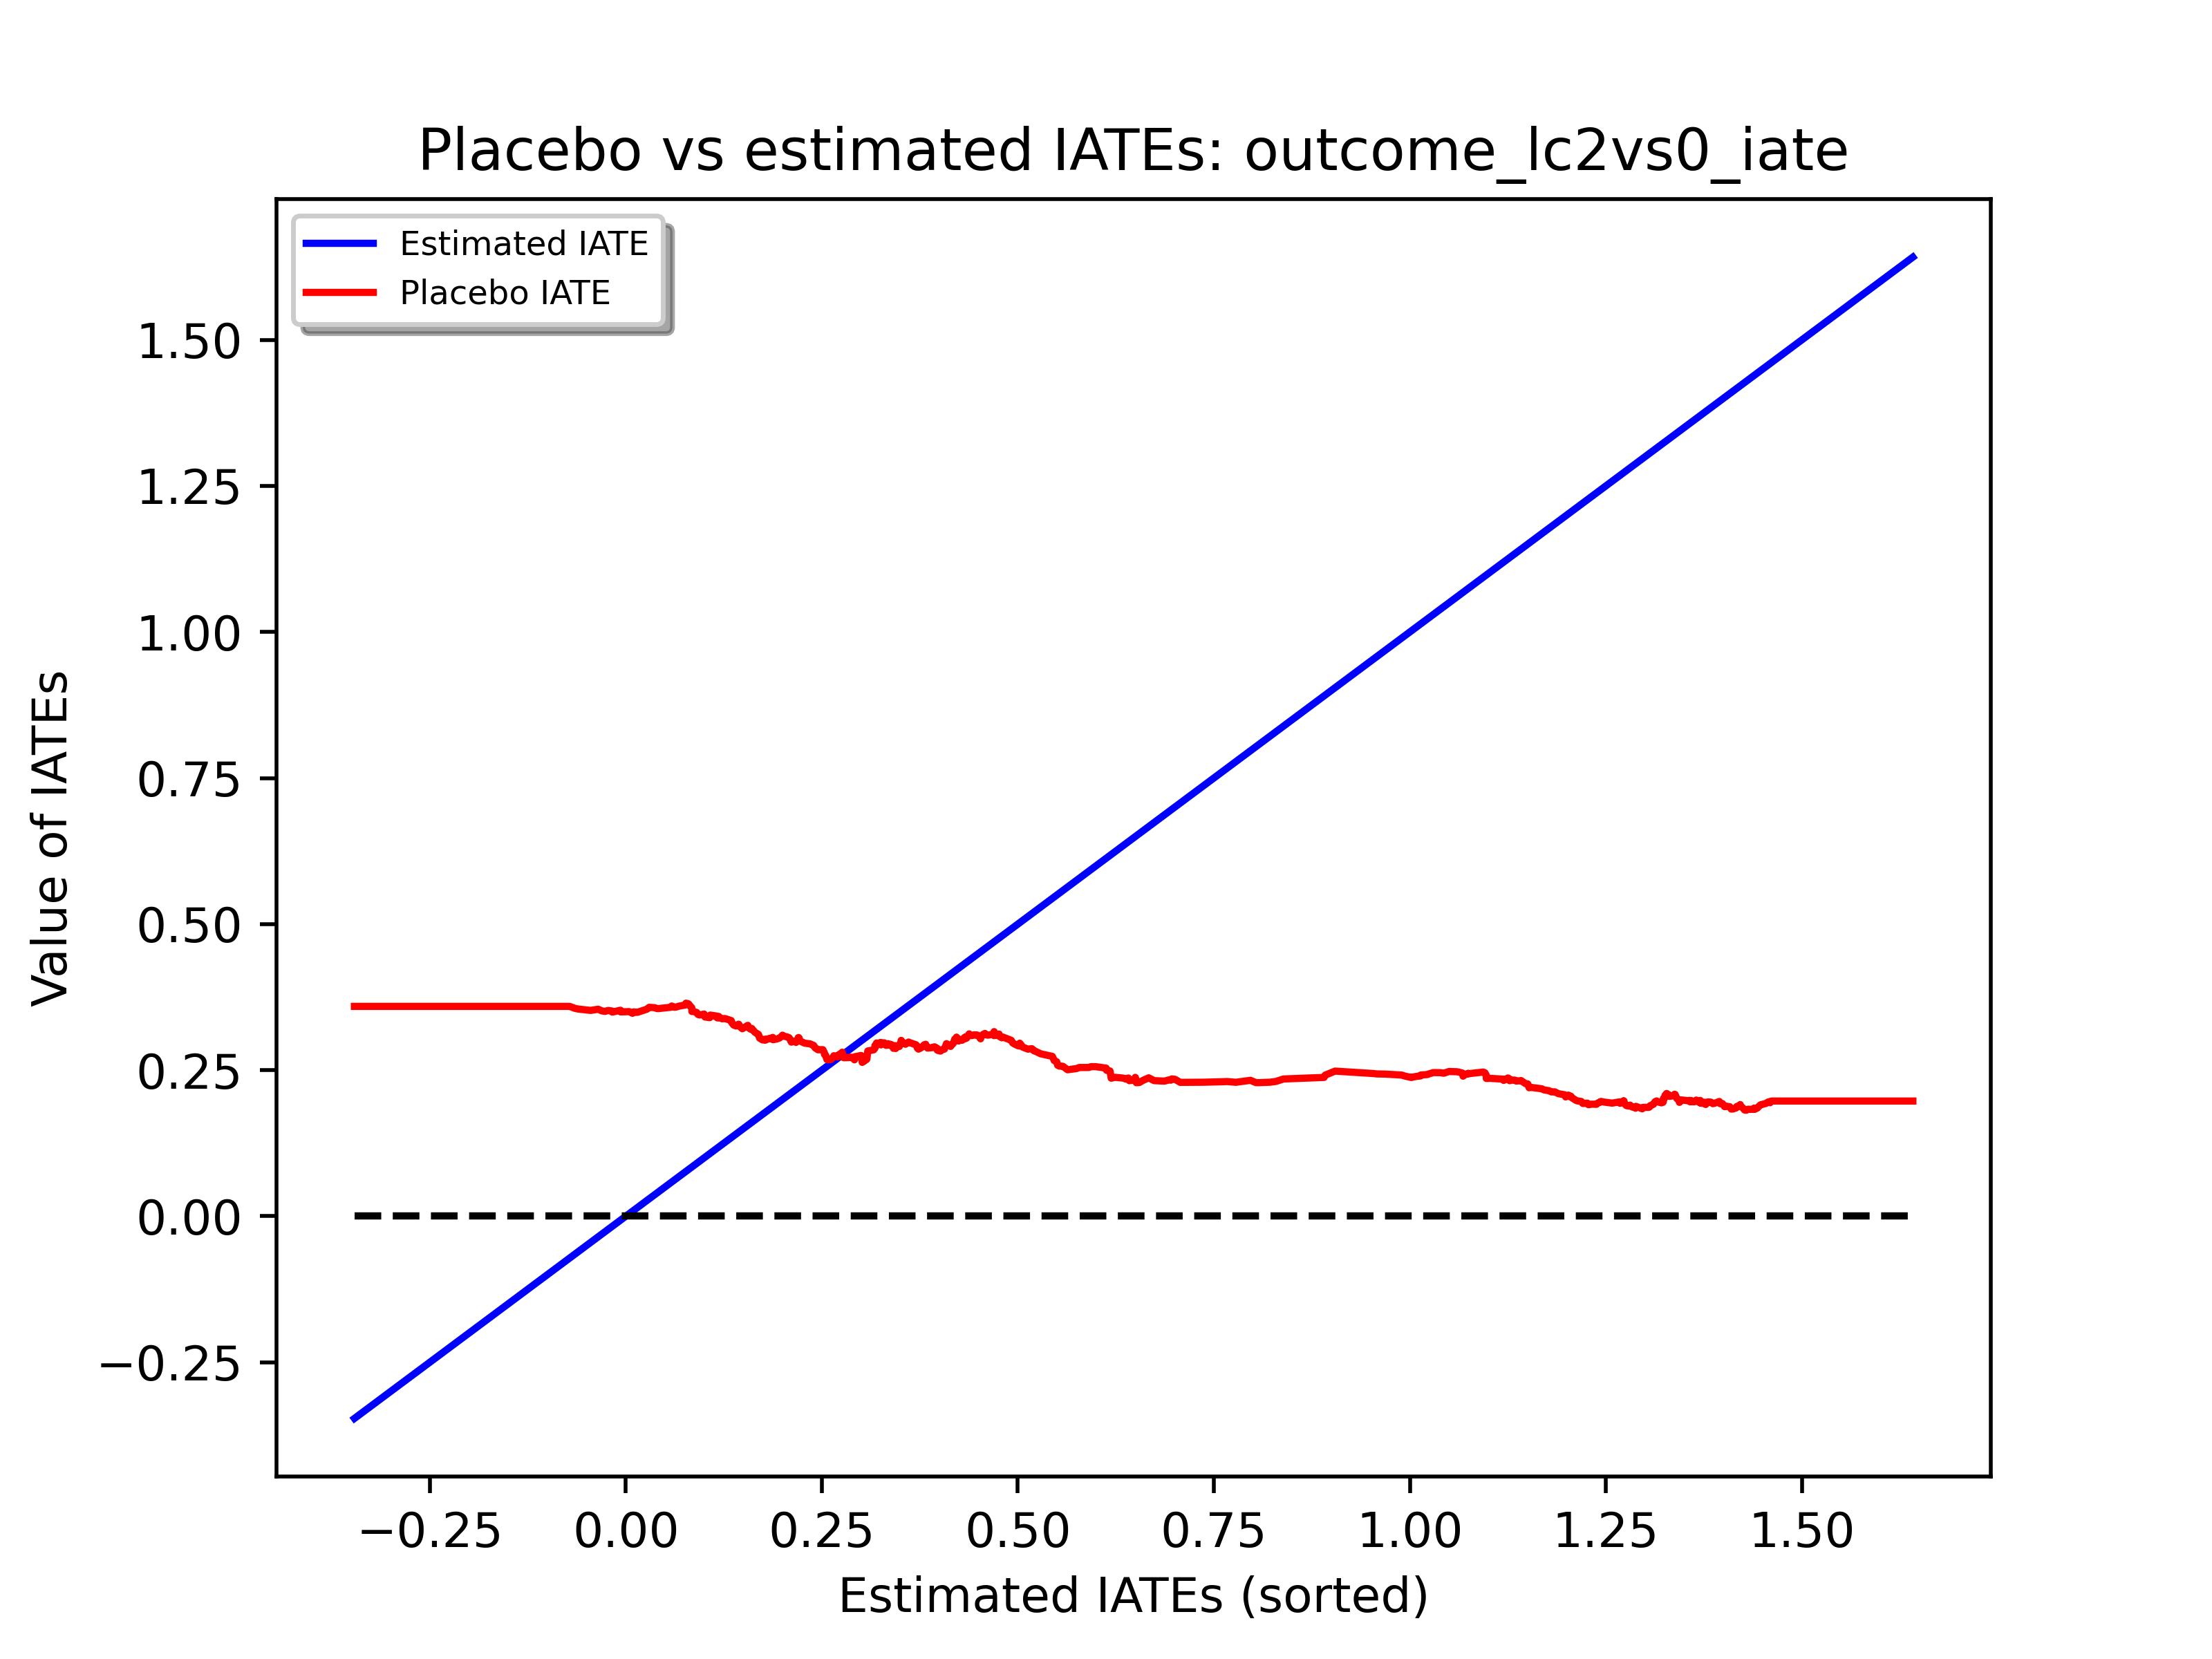 Placebo vs estimated IATEs: outcome_lc2vs0_iate
Estimated IATE
Placebo IATE
Value of IATEs
1.50
1.25
1.00
0.75
0.50
0.25
0.00
−0.25
−0.25 0.00 0.25 0.50 0.75 1.00 1.25 1.50
Estimated IATEs (sorted)